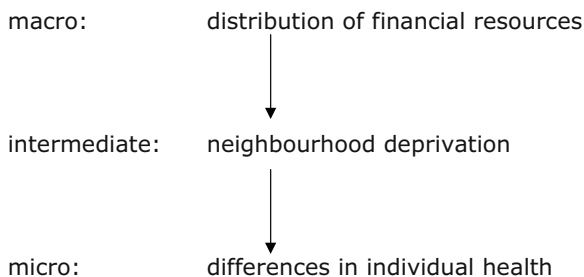 macro: distribution of financial resources
intermediate: neighbourhood deprivation
micro: differences in individual health